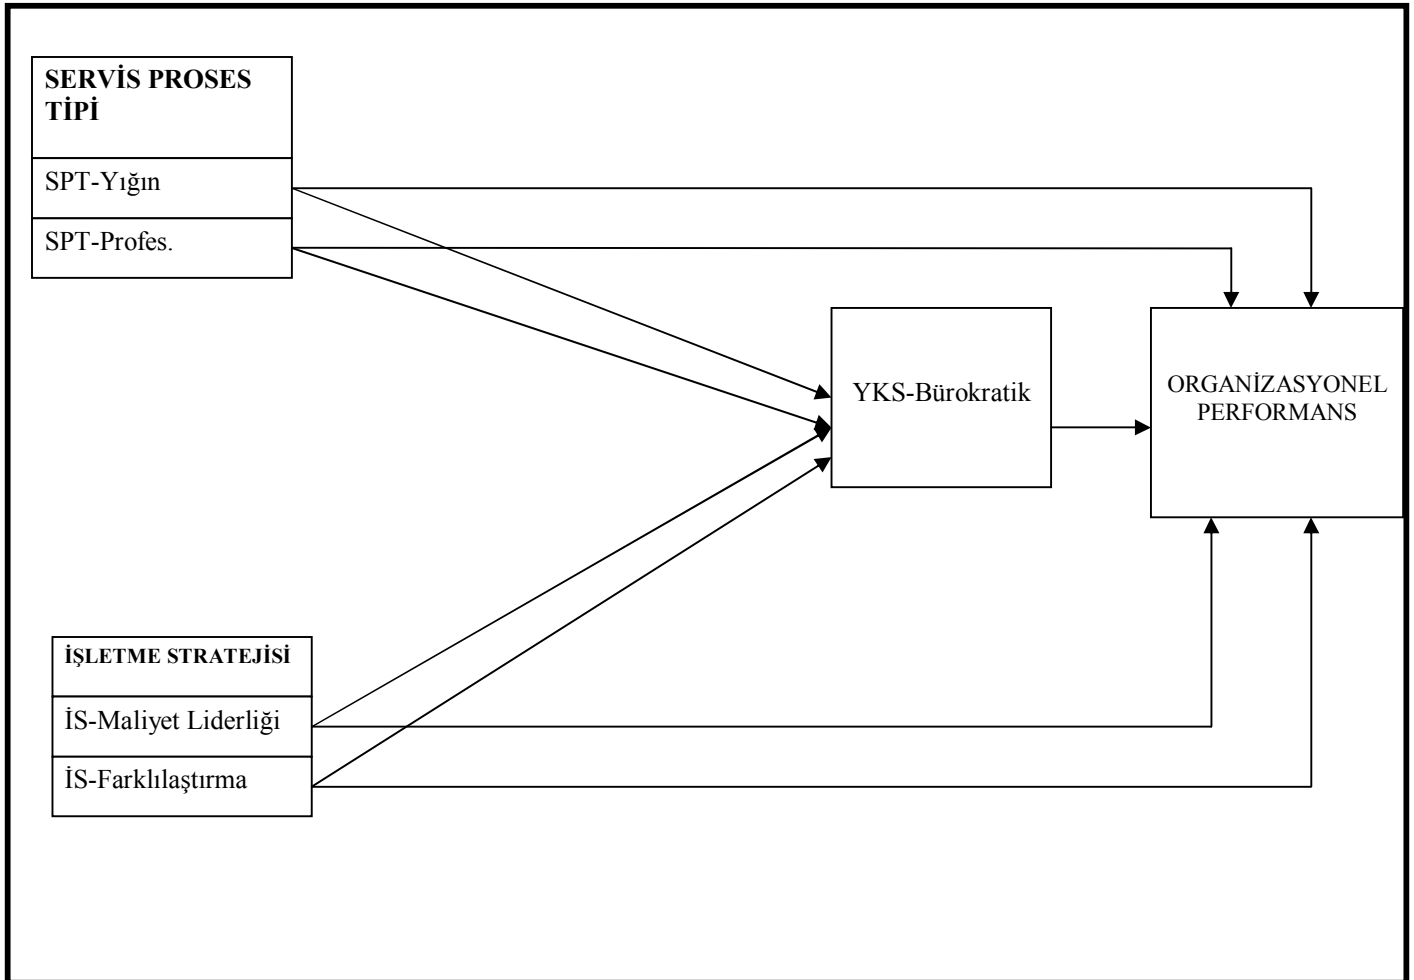 SERVİS PROSES
TİPİ
SPT-Yığın
SPT-Profes.
YKS-Bürokratik
ORGANİZASYONEL
PERFORMANS
İŞLETME STRATEJİSİ
İS-Maliyet Liderliği
İS-Farklılaştırma